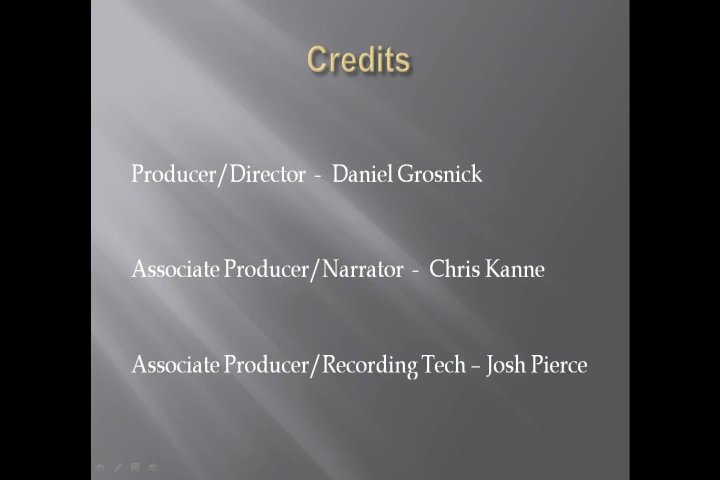 Credits
Producer/Director - Daniel Grosnick
Associate Producer/Narrator - Chris Kanne
Associate Producer/Recording Tech – Josh Pierce